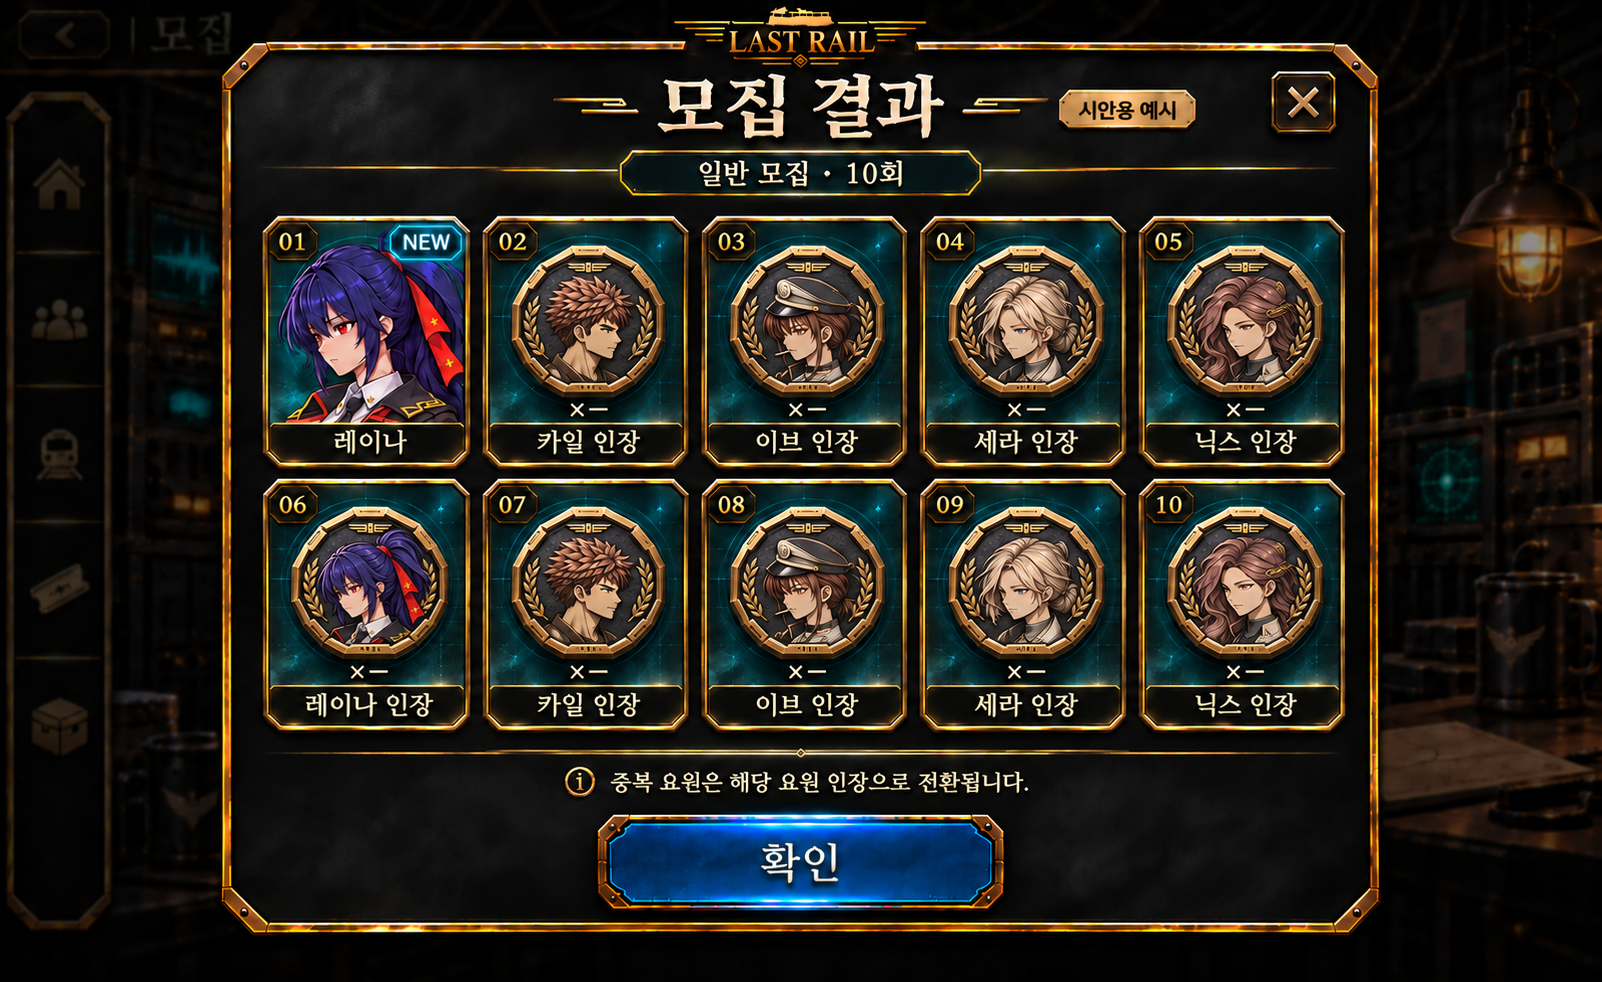 모집
LAST RAIL
모집 결과
시안용 예시
일반 모집 · 10회
01
NEW
레이나
02
×—
카일 인장
03
×—
이브 인장
04
×—
세라 인장
05
×—
닉스 인장
06
×—
레이나 인장
07
×—
카일 인장
08
×—
이브 인장
09
×—
세라 인장
10
×—
닉스 인장
중복 요원은 해당 요원 인장으로 전환됩니다.
확인